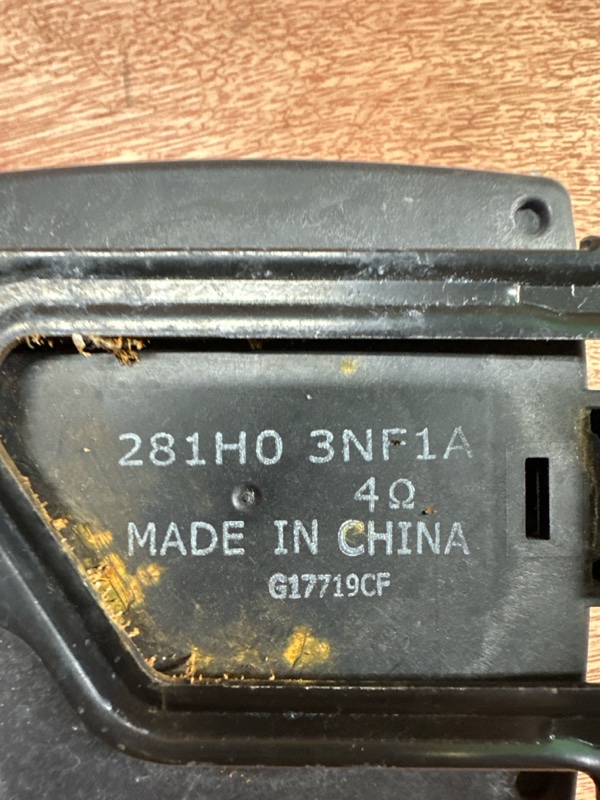 281H0 3NF1A
4Ω
MADE IN CHINA
G17719CF